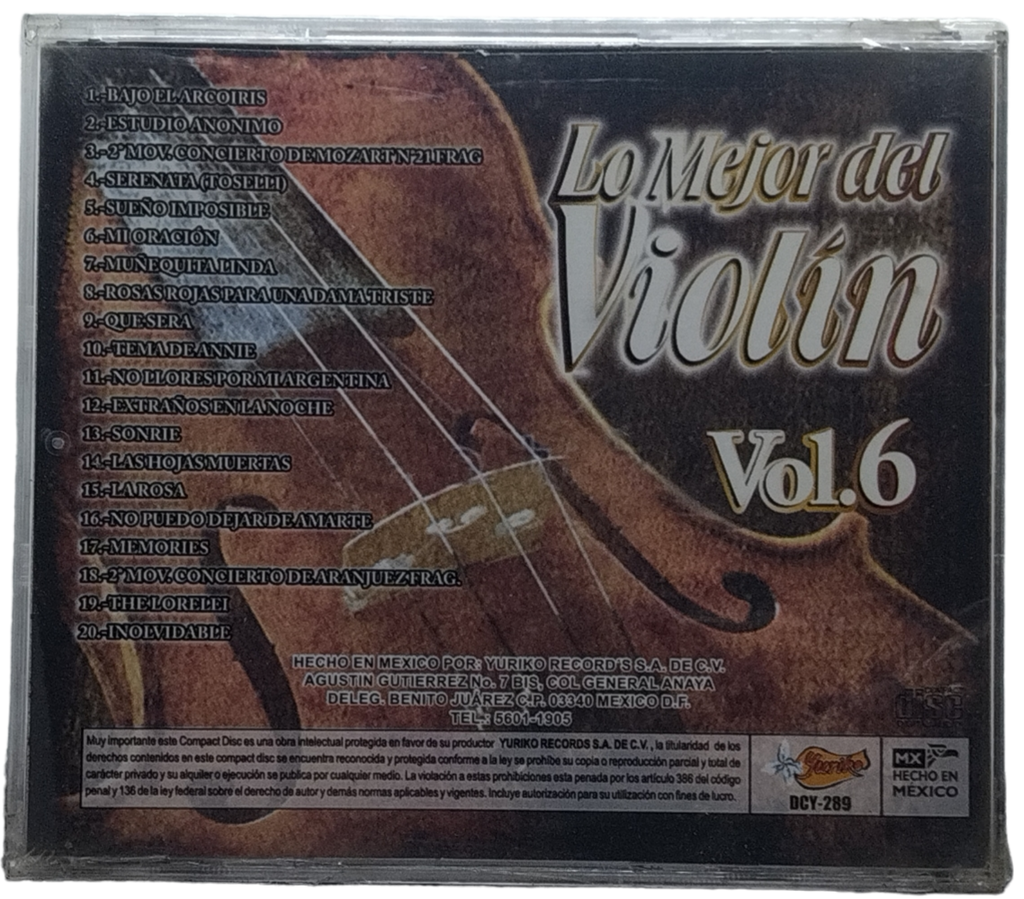 1.-BAJO EL ARCOIRIS
2.-ESTUDIO ANONIMO
3.-2º MOV. CONCIERTO DE MOZART Nº21 FRAG
4.-SERENATA (TOSELLI)
5.-SUEÑO IMPOSIBLE
6.-MI ORACIÓN
7.-MUÑEQUITA LINDA
8.-ROSAS ROJAS PARA UNA DAMA TRISTE
9.-QUE SERA
10.-TEMA DE ANNIE
11.-NO LLORES POR MI ARGENTINA
12.-EXTRAÑOS EN LA NOCHE
13.-SONRIE
14.-LAS HOJAS MUERTAS
15.-LA ROSA
16.-NO PUEDO DEJAR DE AMARTE
17.-MEMORIES
18.-2º MOV. CONCIERTO DE ARANJUEZ FRAG.
19.-THE LORELEI
20.-INOLVIDABLE
Lo Mejor del
Violín
Vol.6
HECHO EN MEXICO POR: YURIKO RECORD'S S.A. DE C.V.
AGUSTIN GUTIERREZ No. 7 BIS, COL GENERAL ANAYA
DELEG. BENITO JUÁREZ C.P. 03340 MEXICO D.F.
TEL.: 5601-1905
disc
Muy importante este Compact Disc es una obra intelectual protegida en favor de su productor YURIKO RECORDS S.A. DE C.V. , la titularidad de los
derechos contenidos en este compact disc se encuentra reconocida y protegida conforme a la ley se prohíbe su copia o reproducción parcial y total de
carácter privado y su alquiler o ejecución se publica por cualquier medio. La violación a estas prohibiciones esta penada por los artículo 386 del código
penal y 136 de la ley federal sobre el derecho de autor y demás normas aplicables y vigentes. Incluye autorización para su utilización con fines de lucro.
Yuriko
DCY-289
MX
HECHO EN
MÉXICO